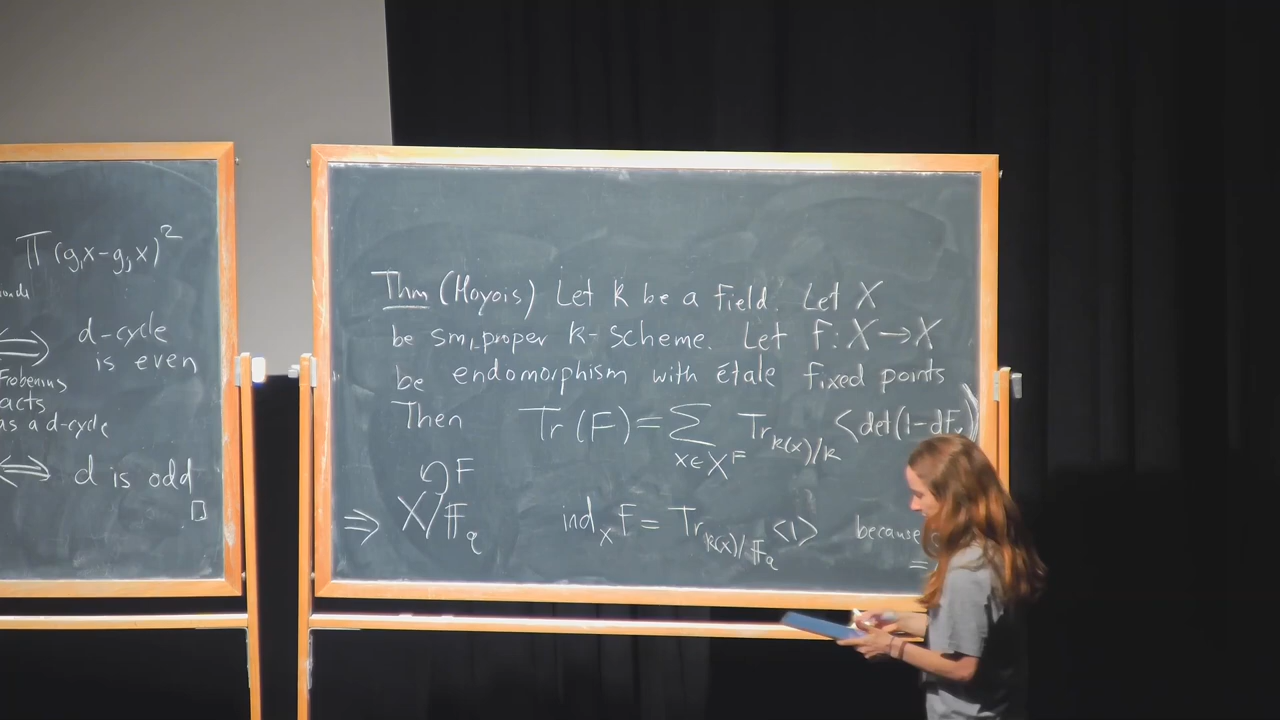 ∏(gᵢx-gⱼx)²
⟺ d-cycle
is even
Frobenius
acts
as a d-cycle
⟺ d is odd
□
Thm (Hoyois) Let k be a field. Let X
be sm, proper k-scheme. Let F: X→X
be endomorphism with étale fixed points
Then Tr(F)=∑_{x∈X^F} Tr_{k(x)/k} <det(1-dF_x)
↻F
⇒ X/𝔽_q ind_x F = Tr_{k(x)/𝔽_q} <1> because
=